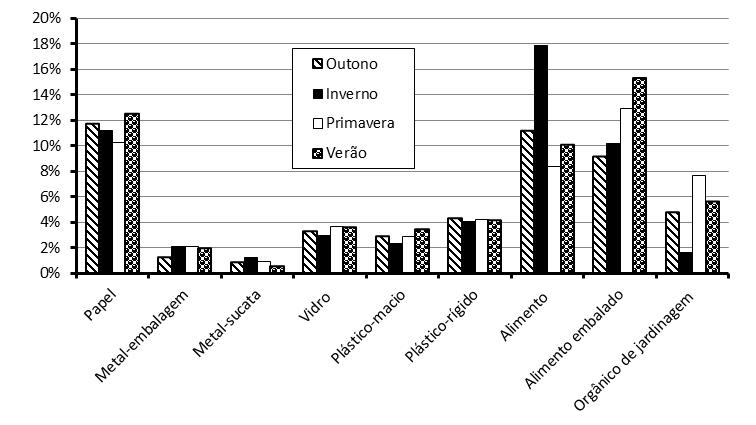 20%
18%
16%
14%
12%
10%
8%
6%
4%
2%
0%
Outono
Inverno
Primavera
Verão
Papel
Metal-embalagem
Metal-sucata
Vidro
Plástico-macio
Plástico-rígido
Alimento
Alimento embalado
Orgânico de jardinagem